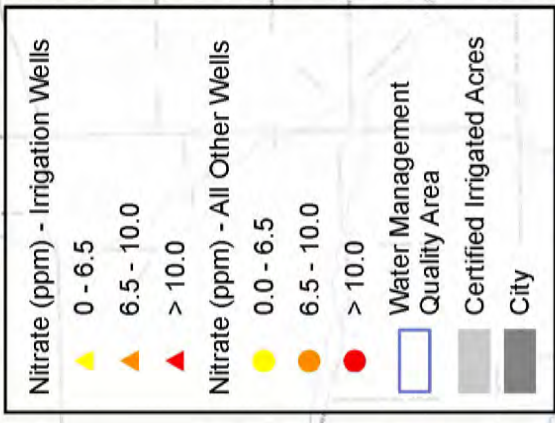 Nitrate (ppm) - Irrigation Wells
0 - 6.5
6.5 - 10.0
> 10.0
Nitrate (ppm) - All Other Wells
0.0 - 6.5
6.5 - 10.0
> 10.0
Water Management
Quality Area
Certified Irrigated Acres
City